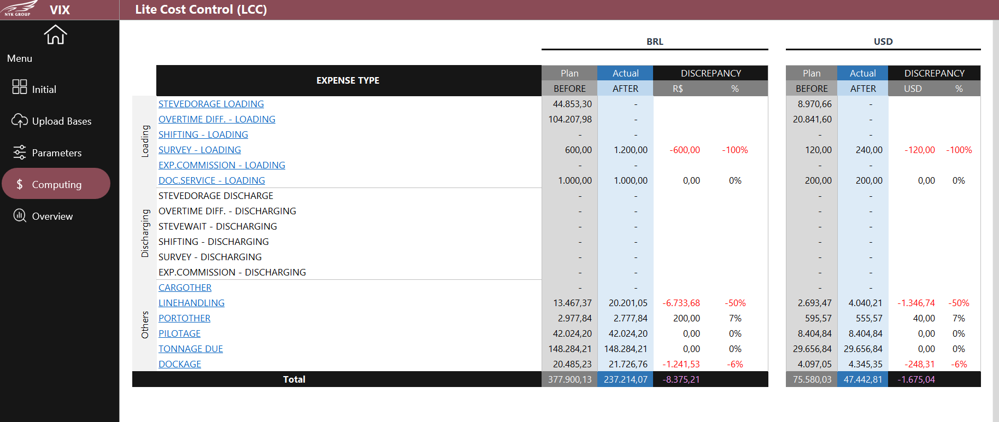 NYK GROUP
VIX
Lite Cost Control (LCC)
Menu
Initial
Upload Bases
Parameters
$ Computing
Overview
BRL USD
EXPENSE TYPE Plan Actual DISCREPANCY Plan Actual DISCREPANCY
BEFORE AFTER R$ % BEFORE AFTER USD %
Loading
STEVEDORAGE LOADING 44.853,30 - 8.970,66 -
OVERTIME DIFF. - LOADING 104.207,98 - 20.841,60 -
SHIFTING - LOADING - - - -
SURVEY - LOADING 600,00 1.200,00 -600,00 -100% 120,00 240,00 -120,00 -100%
EXP.COMMISSION - LOADING - - - -
DOC.SERVICE - LOADING 1.000,00 1.000,00 0,00 0% 200,00 200,00 0,00 0%
Discharging
STEVEDORAGE DISCHARGE - - - -
OVERTIME DIFF. - DISCHARGING - - - -
STEVEWAIT - DISCHARGING - - - -
SHIFTING - DISCHARGING - - - -
SURVEY - DISCHARGING - - - -
EXP.COMMISSION - DISCHARGING - - - -
Others
CARGOTHER - - - -
LINEHANDLING 13.467,37 20.201,05 -6.733,68 -50% 2.693,47 4.040,21 -1.346,74 -50%
PORTOTHER 2.977,84 2.777,84 200,00 7% 595,57 555,57 40,00 7%
PILOTAGE 42.024,20 42.024,20 0,00 0% 8.404,84 8.404,84 0,00 0%
TONNAGE DUE 148.284,21 148.284,21 0,00 0% 29.656,84 29.656,84 0,00 0%
DOCKAGE 20.485,23 21.726,76 -1.241,53 -6% 4.097,05 4.345,35 -248,31 -6%
Total 377.900,13 237.214,07 -8.375,21 75.580,03 47.442,81 -1.675,04